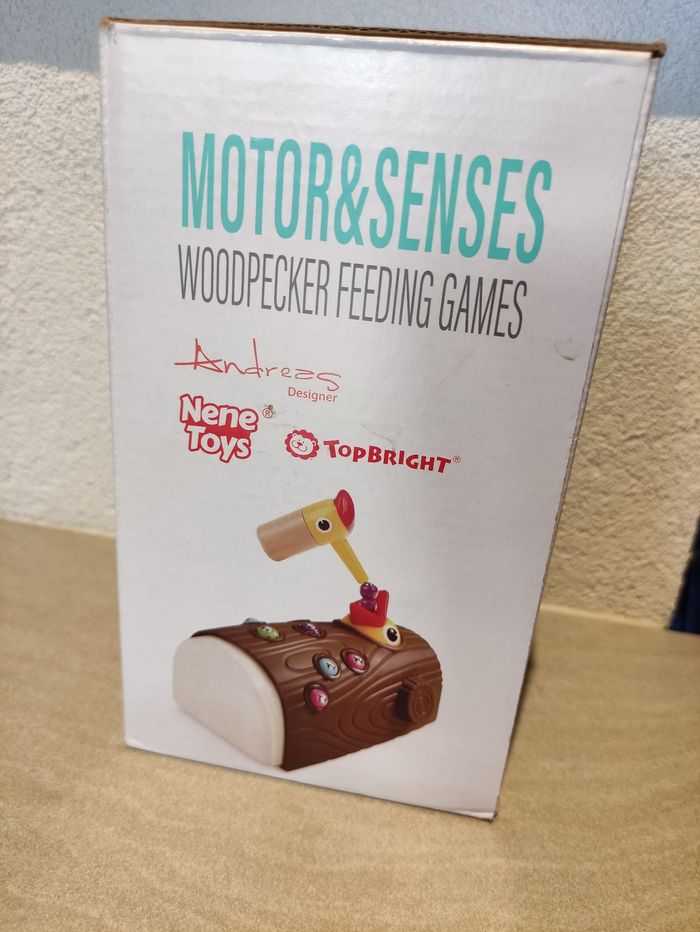 MOTOR&SENSES
WOODPECKER FEEDING GAMES
Andreas
Designer
Nene®
Toys
TOPBRIGHT®